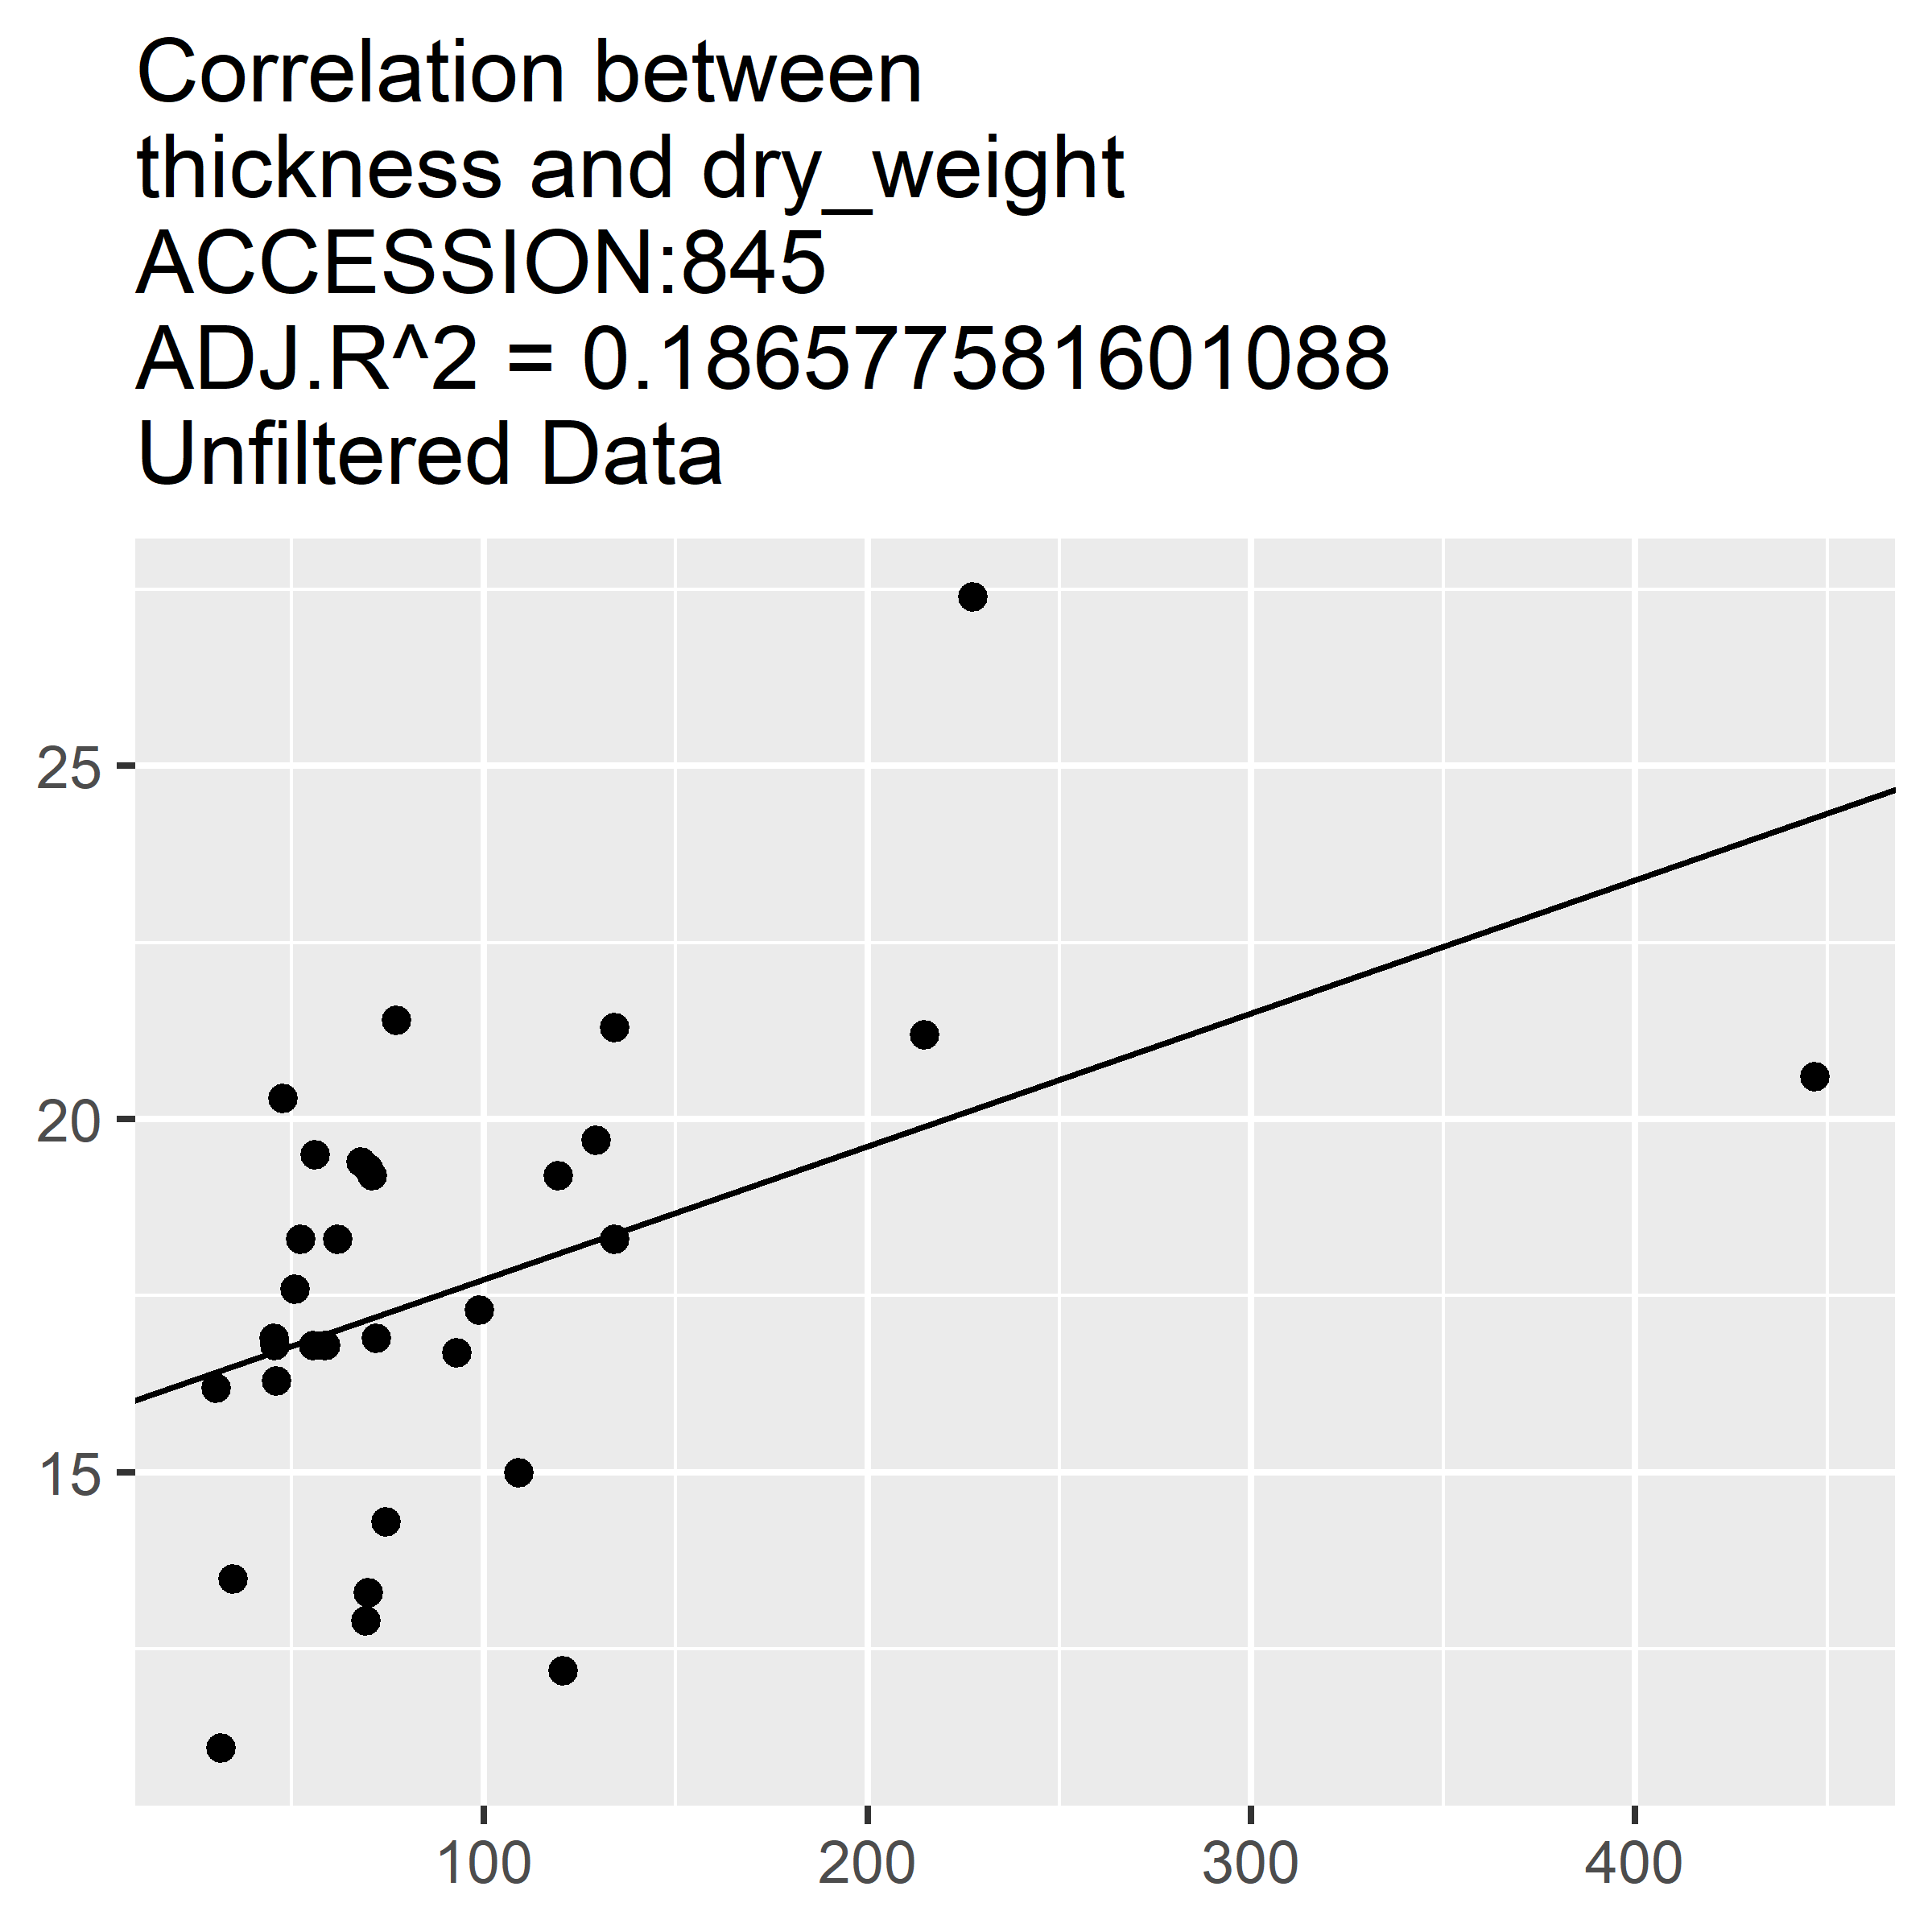 Correlation between
thickness and dry_weight
ACCESSION:845
ADJ.R^2 = 0.186577581601088
Unfiltered Data
25
20
15
100 200 300 400